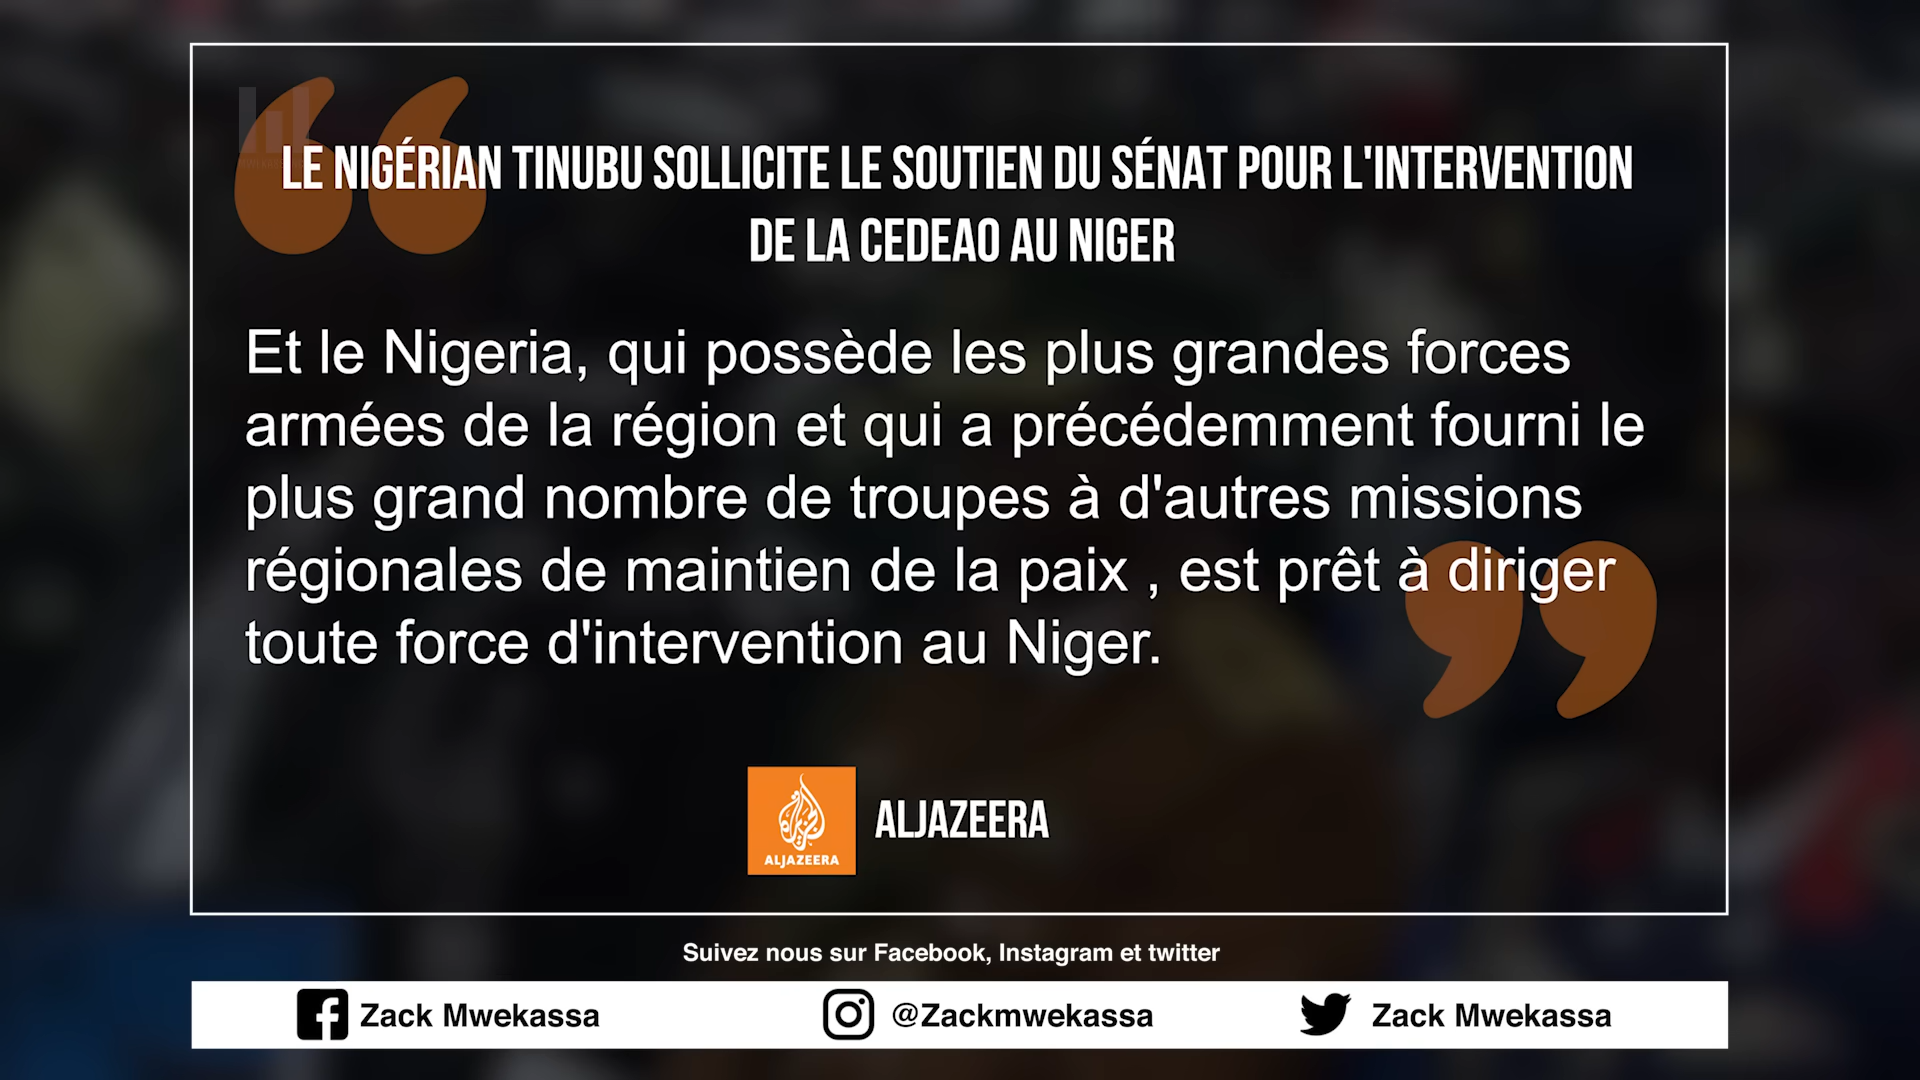 LE NIGÉRIAN TINUBU SOLLICITE LE SOUTIEN DU SÉNAT POUR L'INTERVENTION
DE LA CEDEAO AU NIGER
Et le Nigeria, qui possède les plus grandes forces
armées de la région et qui a précédemment fourni le
plus grand nombre de troupes à d'autres missions
régionales de maintien de la paix , est prêt à diriger
toute force d'intervention au Niger.
ALJAZEERA
ALJAZEERA
Suivez nous sur Facebook, Instagram et twitter
Zack Mwekassa
@Zackmwekassa
Zack Mwekassa